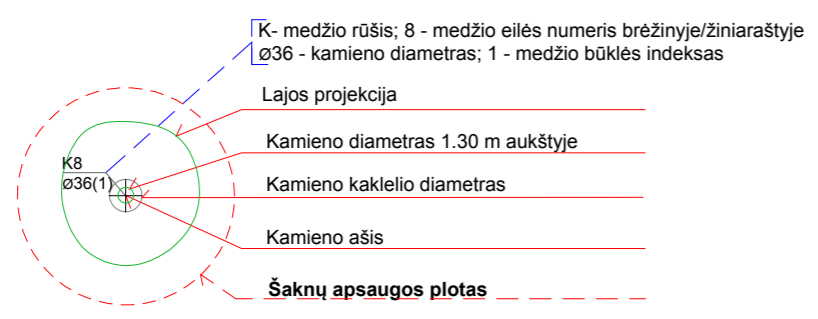 K- medžio rūšis; 8 - medžio eilės numeris brėžinyje/žiniaraštyje
Ø36 - kamieno diametras; 1 - medžio būklės indeksas
Lajos projekcija
Kamieno diametras 1.30 m aukštyje
K8
Ø36(1)
Kamieno kaklelio diametras
Kamieno ašis
Šaknų apsaugos plotas